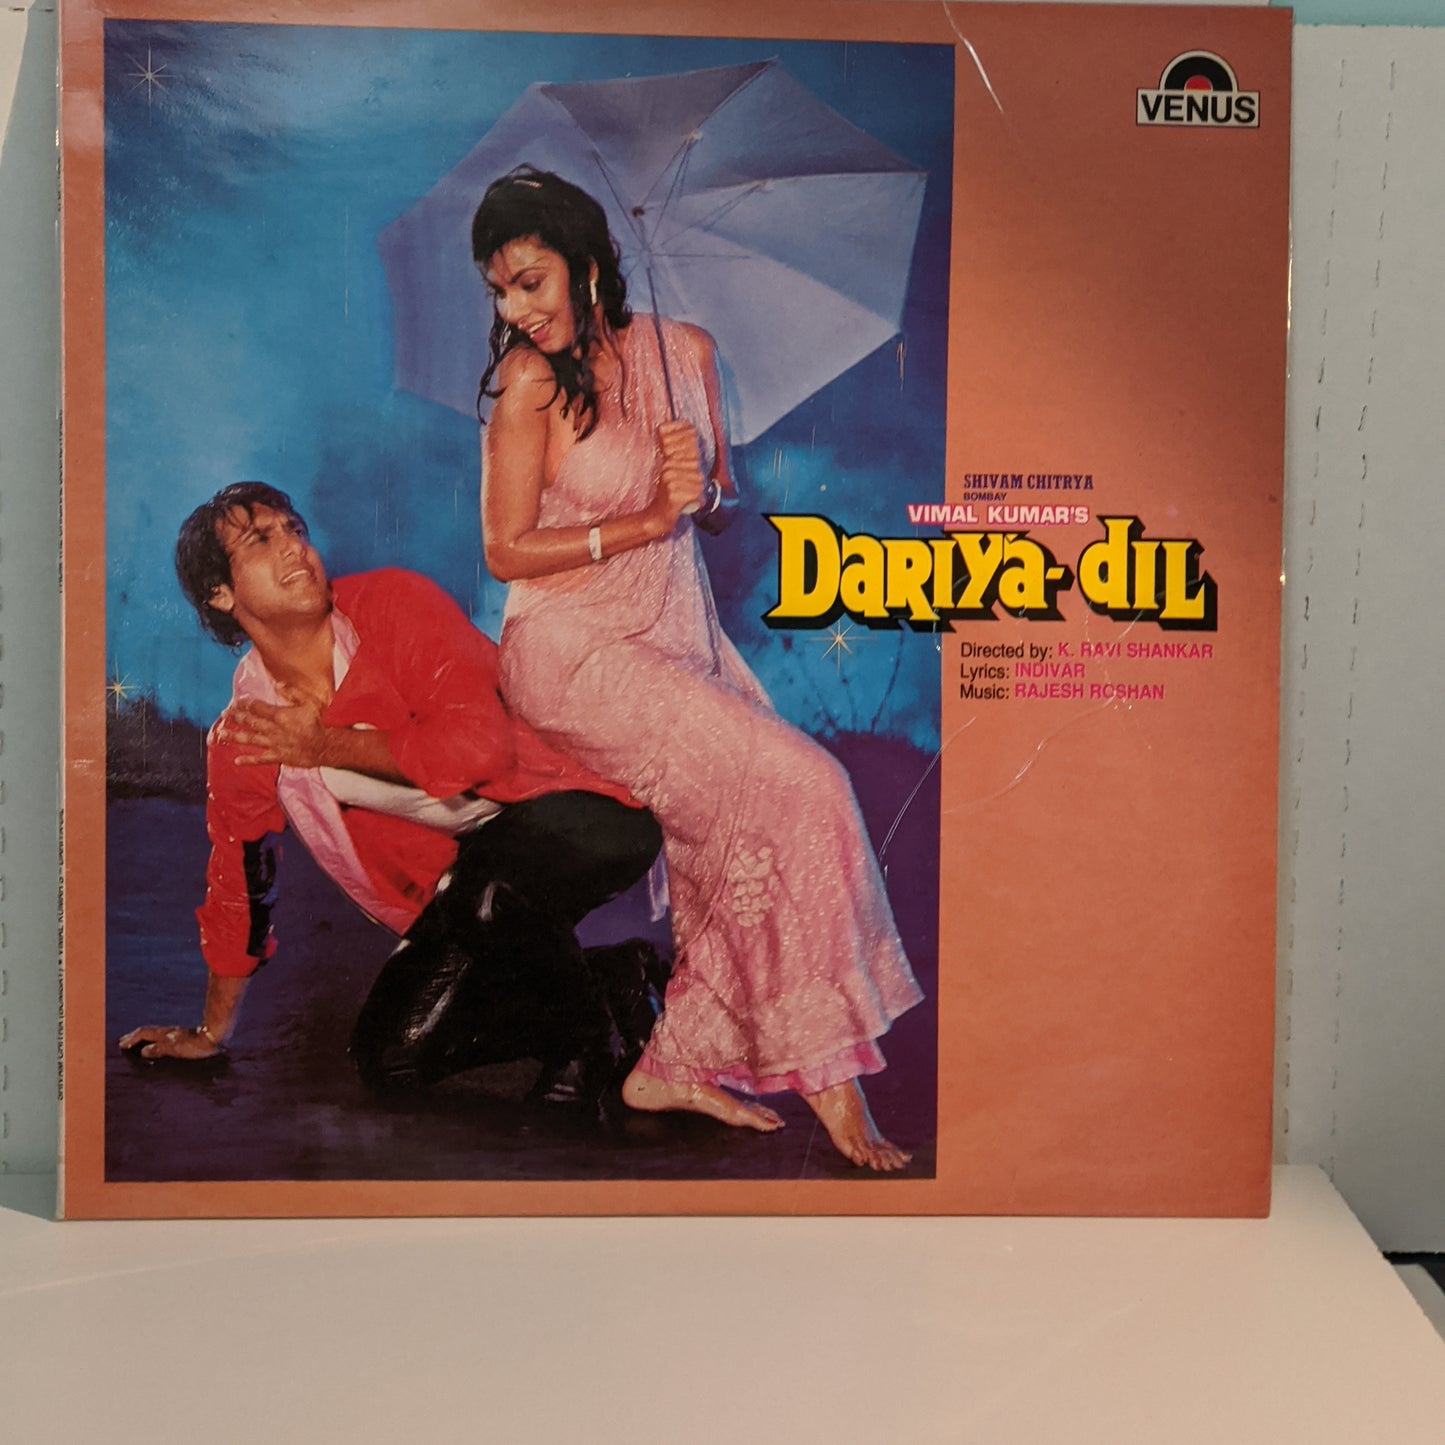 VENUS
SHIVAM CHITRYA
BOMBAY
VIMAL KUMAR'S
DARIYA-DIL
Directed by: K. RAVI SHANKAR
Lyrics: INDIVAR
Music: RAJESH ROSHAN